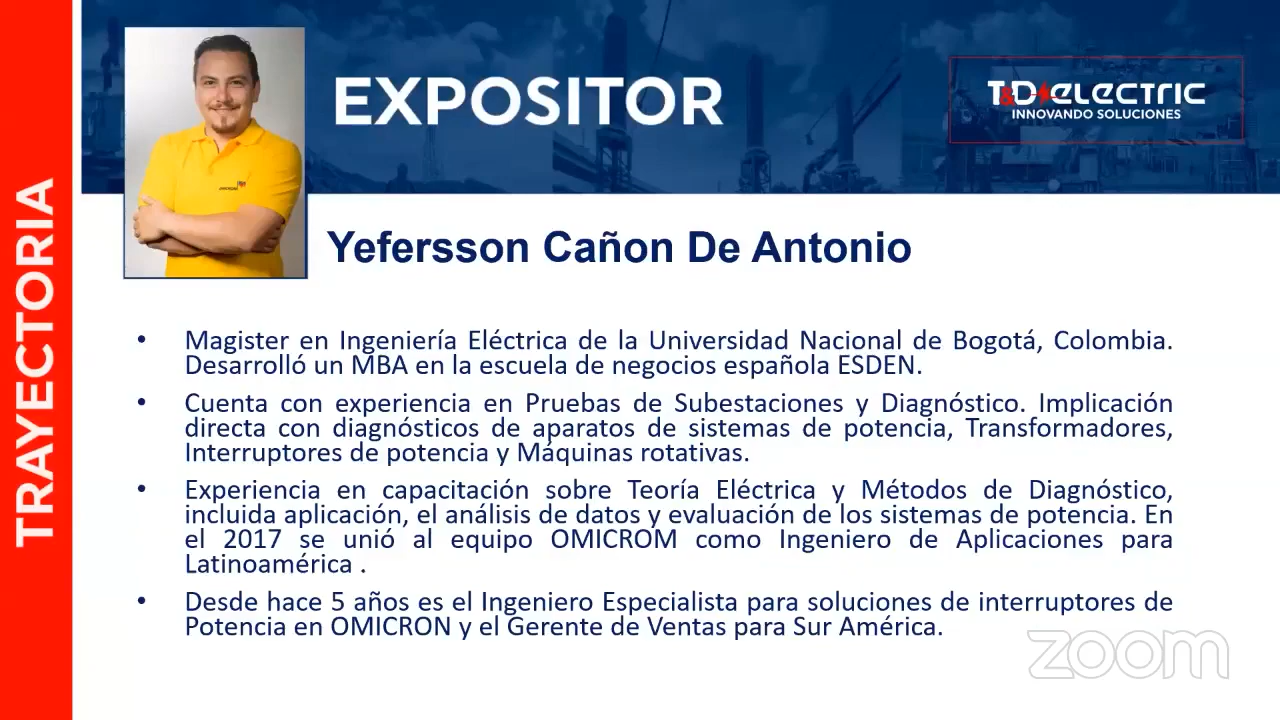 TRAYECTORIA
EXPOSITOR
T&D ELECTRIC
INNOVANDO SOLUCIONES
Yefersson Cañon De Antonio
• Magister en Ingeniería Eléctrica de la Universidad Nacional de Bogotá, Colombia.
Desarrolló un MBA en la escuela de negocios española ESDEN.
• Cuenta con experiencia en Pruebas de Subestaciones y Diagnóstico. Implicación
directa con diagnósticos de aparatos de sistemas de potencia, Transformadores,
Interruptores de potencia y Máquinas rotativas.
• Experiencia en capacitación sobre Teoría Eléctrica y Métodos de Diagnóstico,
incluida aplicación, el análisis de datos y evaluación de los sistemas de potencia. En
el 2017 se unió al equipo OMICROM como Ingeniero de Aplicaciones para
Latinoamérica .
• Desde hace 5 años es el Ingeniero Especialista para soluciones de interruptores de
Potencia en OMICRON y el Gerente de Ventas para Sur América.
zoom